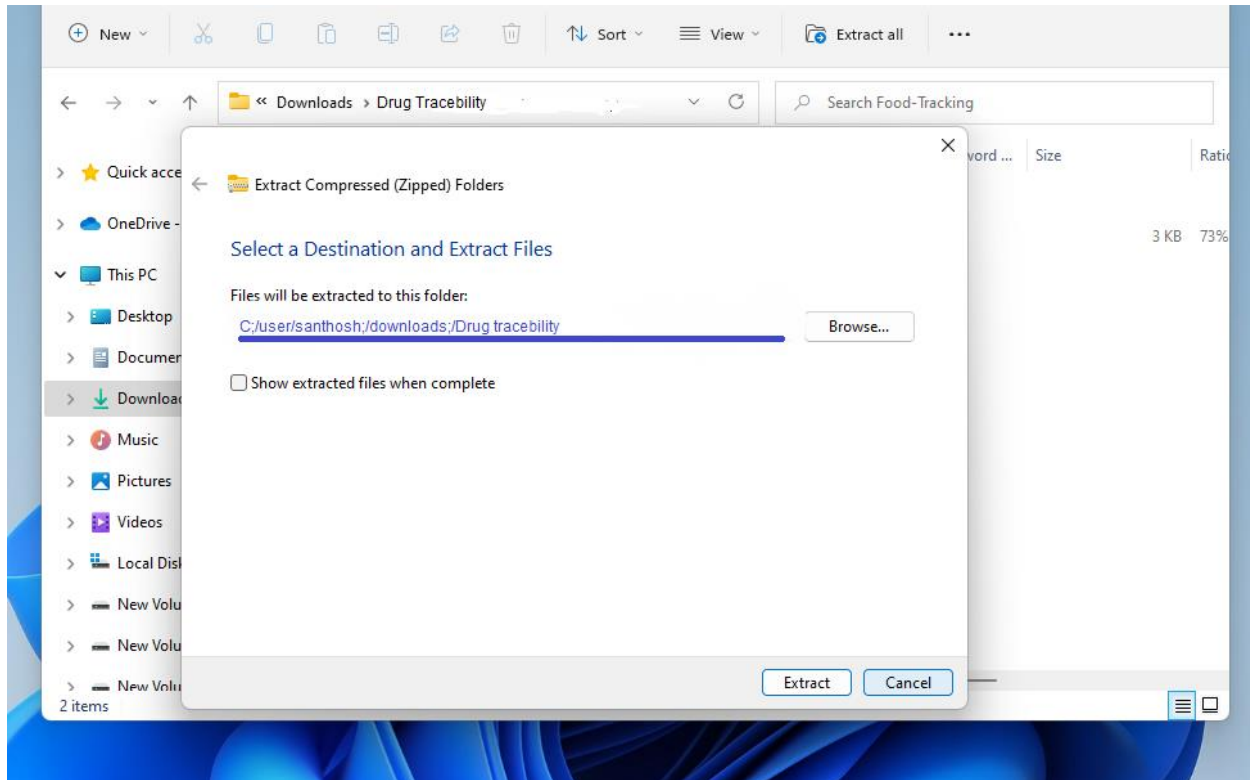 New Sort View Extract all ...
« Downloads > Drug Tracebility Search Food-Tracking
Size
Quick acce
Extract Compressed (Zipped) Folders
OneDrive -
3 KB 73%
Select a Destination and Extract Files
This PC
Files will be extracted to this folder:
Desktop
C;/user/santhosh;/downloads;/Drug tracebility
Browse...
Documen
Show extracted files when complete
Downloa
Music
Pictures
Videos
Local Disk
New Volu
New Volu
New Volu
Extract Cancel
2 items